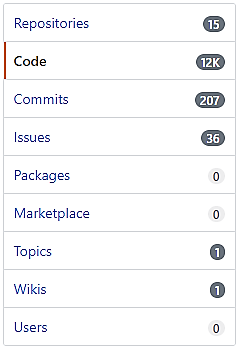 Repositories 15
Code 12K
Commits 207
Issues 36
Packages 0
Marketplace 0
Topics 1
Wikis 1
Users 0